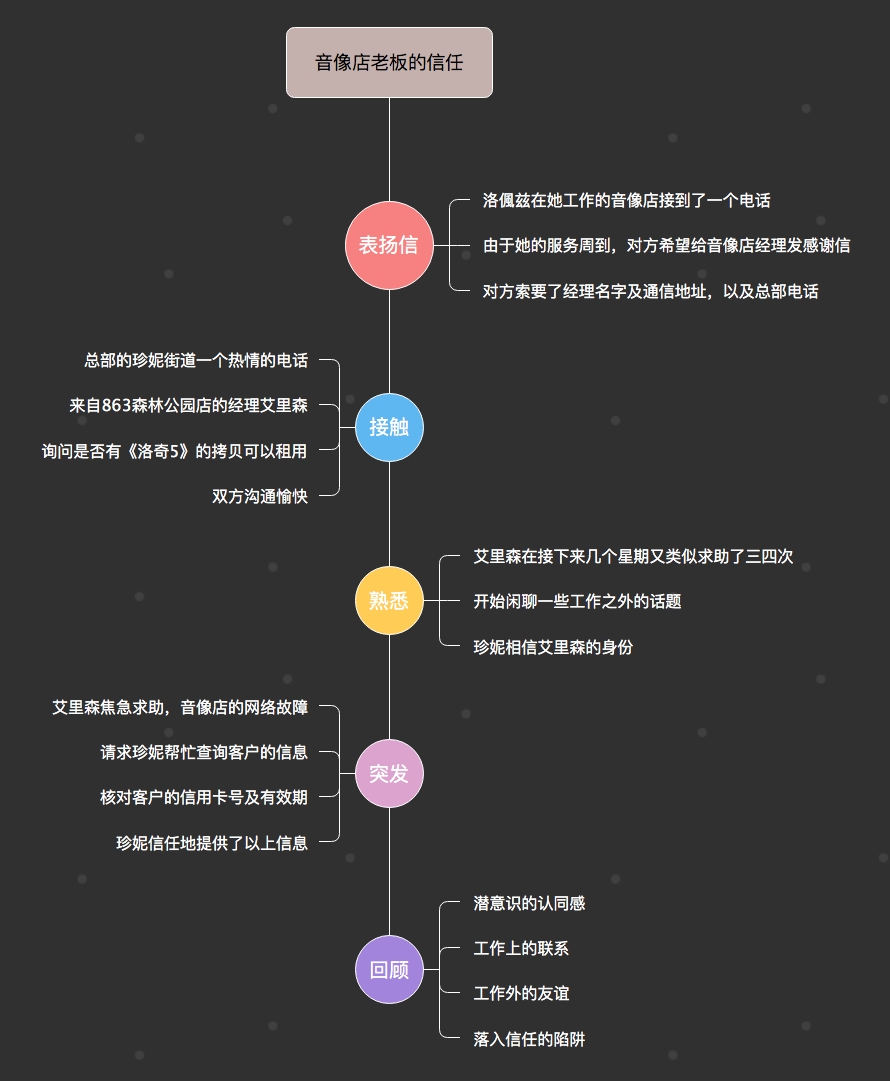 音像店老板的信任
表扬信
洛偑兹在她工作的音像店接到了一个电话
由于她的服务周到，对方希望给音像店经理发感谢信
对方索要了经理名字及通信地址，以及总部电话
接触
总部的珍妮街道一个热情的电话
来自863森林公园店的经理艾里森
询问是否有《洛奇5》的拷贝可以租用
双方沟通愉快
熟悉
艾里森在接下来几个星期又类似求助了三四次
开始闲聊一些工作之外的话题
珍妮相信艾里森的身份
突发
艾里森焦急求助，音像店的网络故障
请求珍妮帮忙查询客户的信息
核对客户的信用卡号及有效期
珍妮信任地提供了以上信息
回顾
潜意识的认同感
工作上的联系
工作外的友谊
落入信任的陷阱